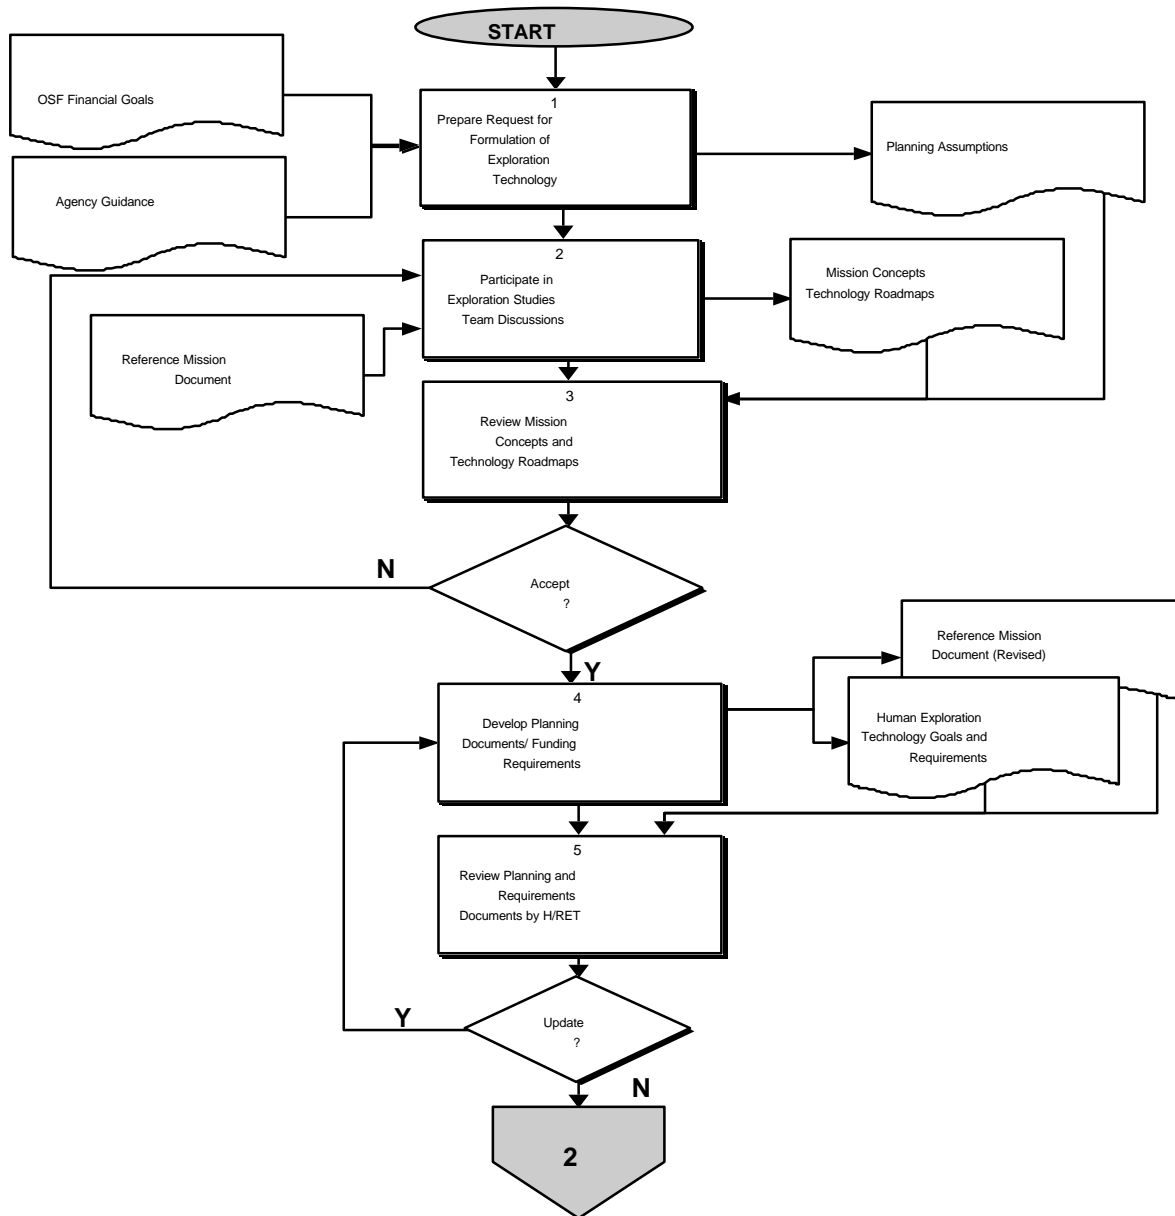 START
OSF Financial Goals
1
Prepare Request for
Formulation of
Exploration
Technology
Planning Assumptions
Agency Guidance
2
Participate in
Exploration Studies
Team Discussions
Mission Concepts
Technology Roadmaps
Reference Mission
Document
3
Review Mission
Concepts and
Technology Roadmaps
N
Accept
?
Y
Reference Mission
Document (Revised)
4
Develop Planning
Documents/ Funding
Requirements
Human Exploration
Technology Goals and
Requirements
5
Review Planning and
Requirements
Documents by H/RET
Y
Update
?
N
2